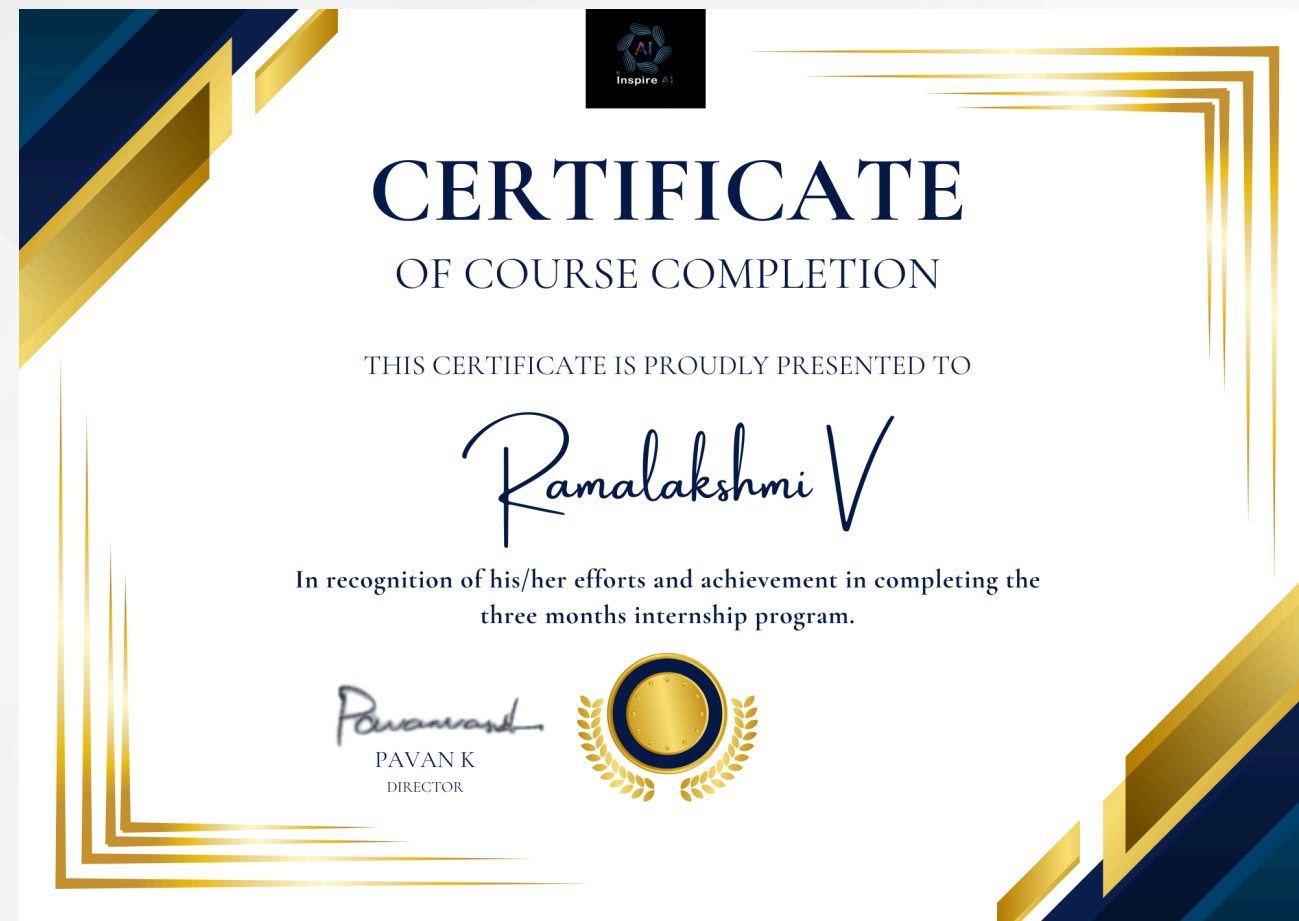 AI
Inspire AI
CERTIFICATE
OF COURSE COMPLETION
THIS CERTIFICATE IS PROUDLY PRESENTED TO
Ramalakshmi V
In recognition of his/her efforts and achievement in completing the
three months internship program.
PAVAN K
DIRECTOR